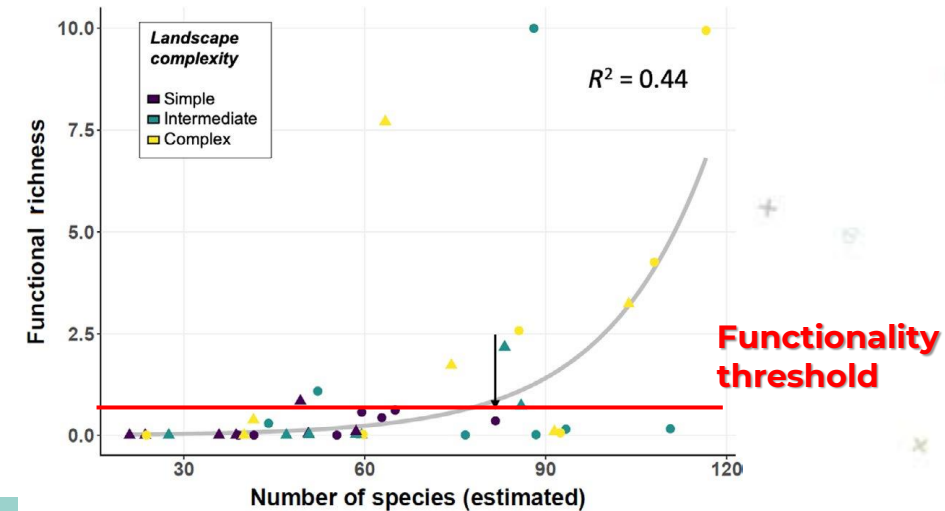 10.0
7.5
5.0
2.5
0.0
Functional richness
Landscape
complexity
Simple
Intermediate
Complex
R² = 0.44
Functionality
threshold
30
60
90
120
Number of species (estimated)